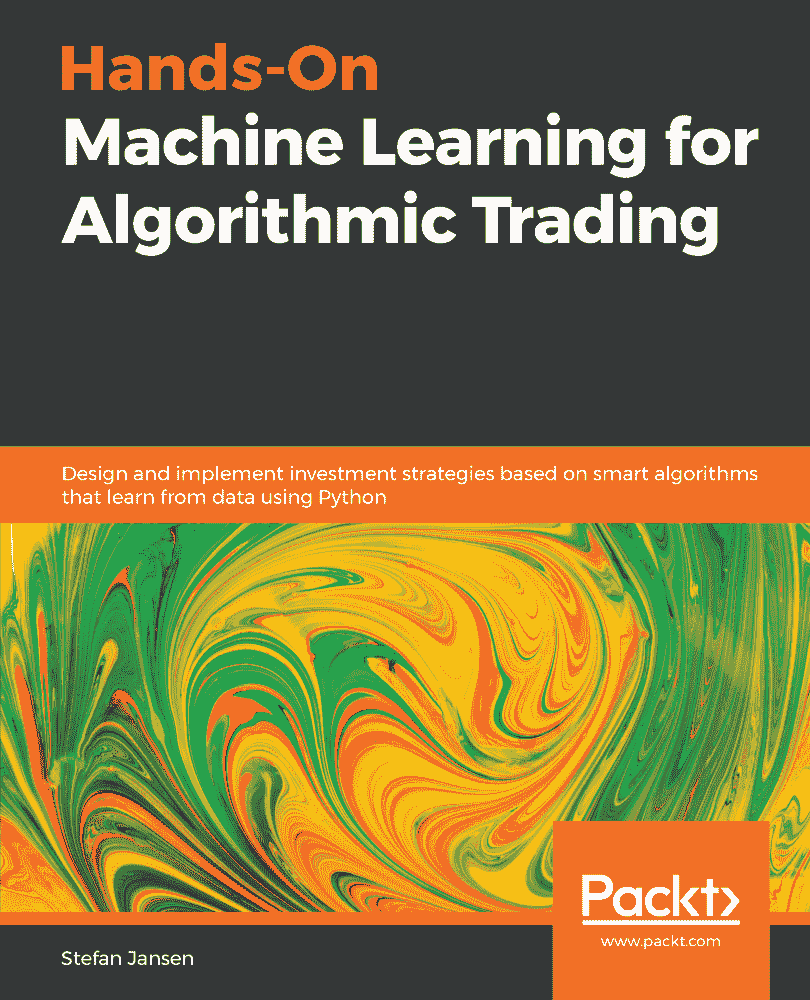 Hands-On
Machine Learning for
Algorithmic Trading
Design and implement investment strategies based on smart algorithms
that learn from data using Python
Packt>
www.packt.com
Stefan Jansen